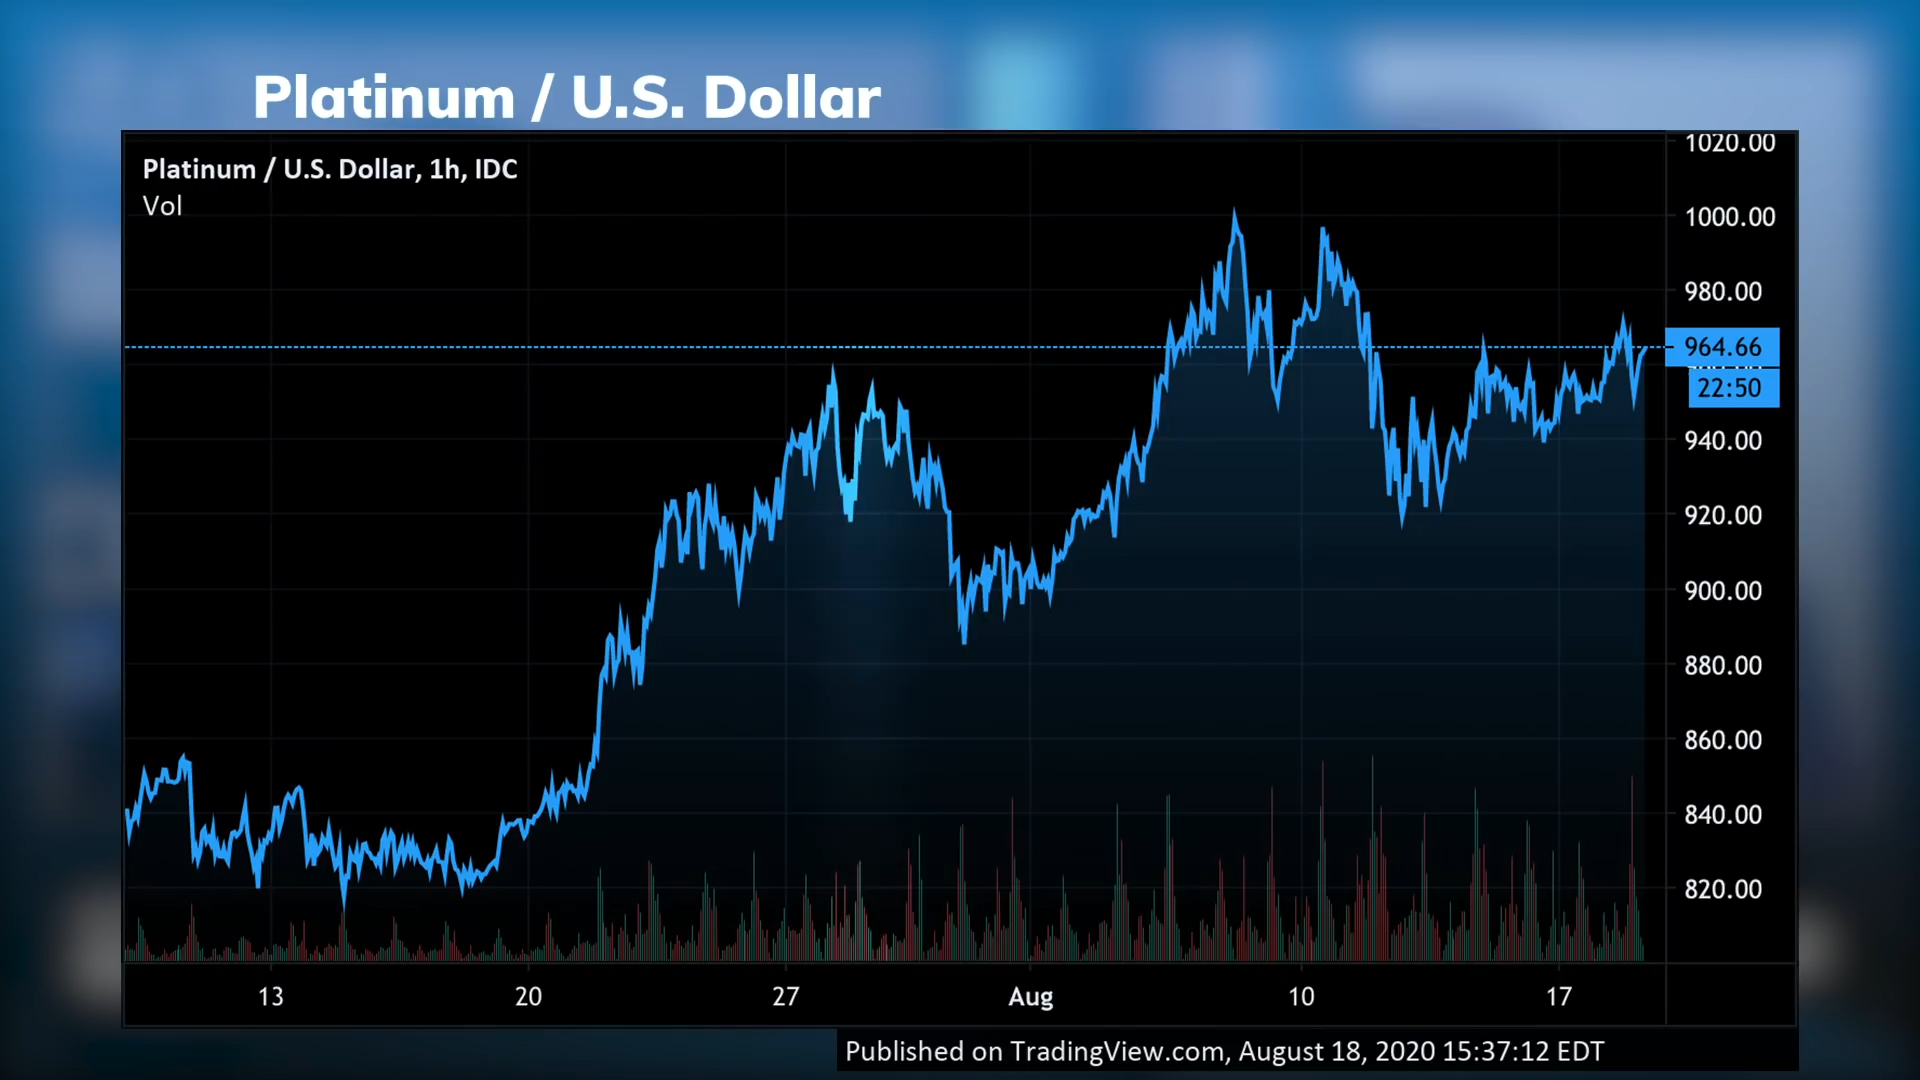 Platinum / U.S. Dollar
Platinum / U.S. Dollar, 1h, IDC
Vol
1020.00
1000.00
980.00
964.66
22:50
940.00
920.00
900.00
880.00
860.00
840.00
820.00
13 20 27 Aug 10 17
Published on TradingView.com, August 18, 2020 15:37:12 EDT